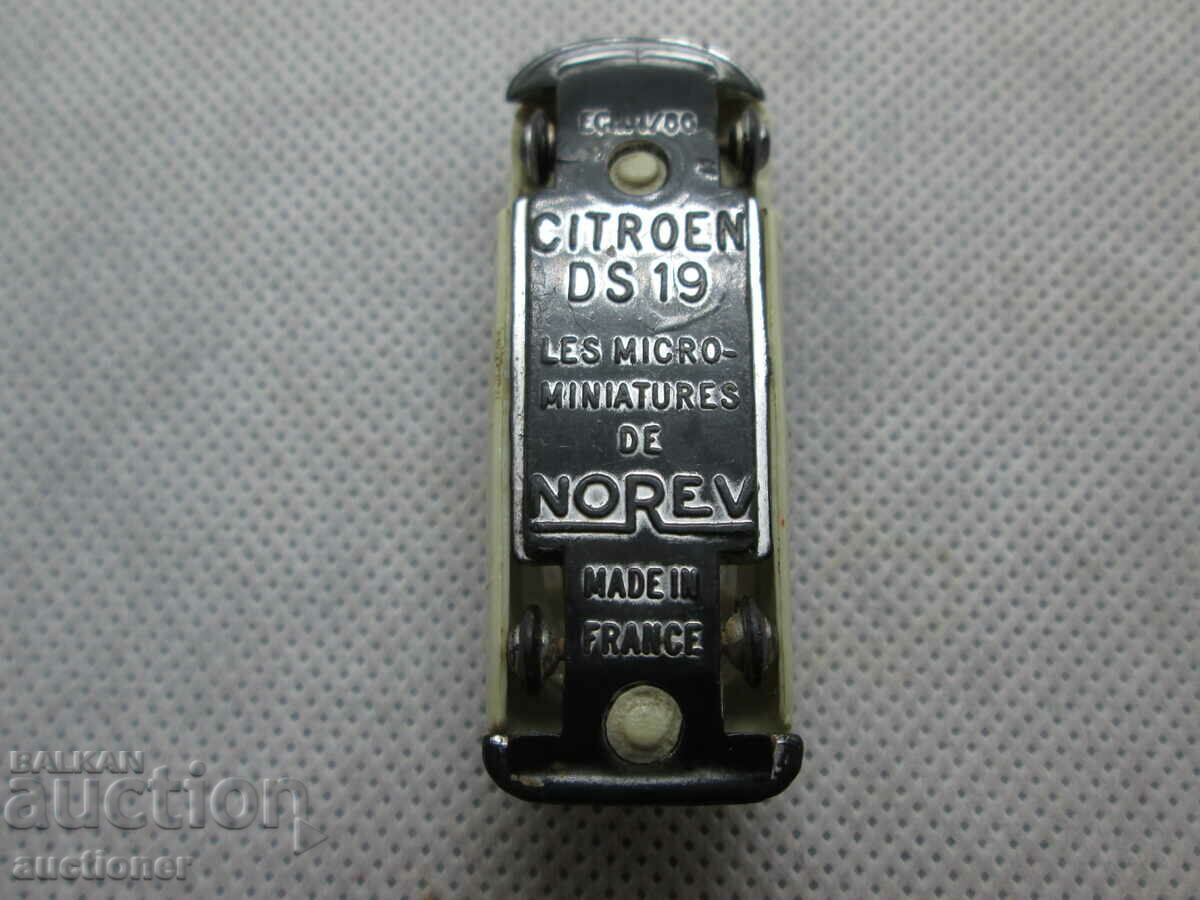 CITROEN
DS 19
LES MICRO-
MINIATURES
DE
NOREV
MADE IN
FRANCE
BALKAN
auction
auctioner